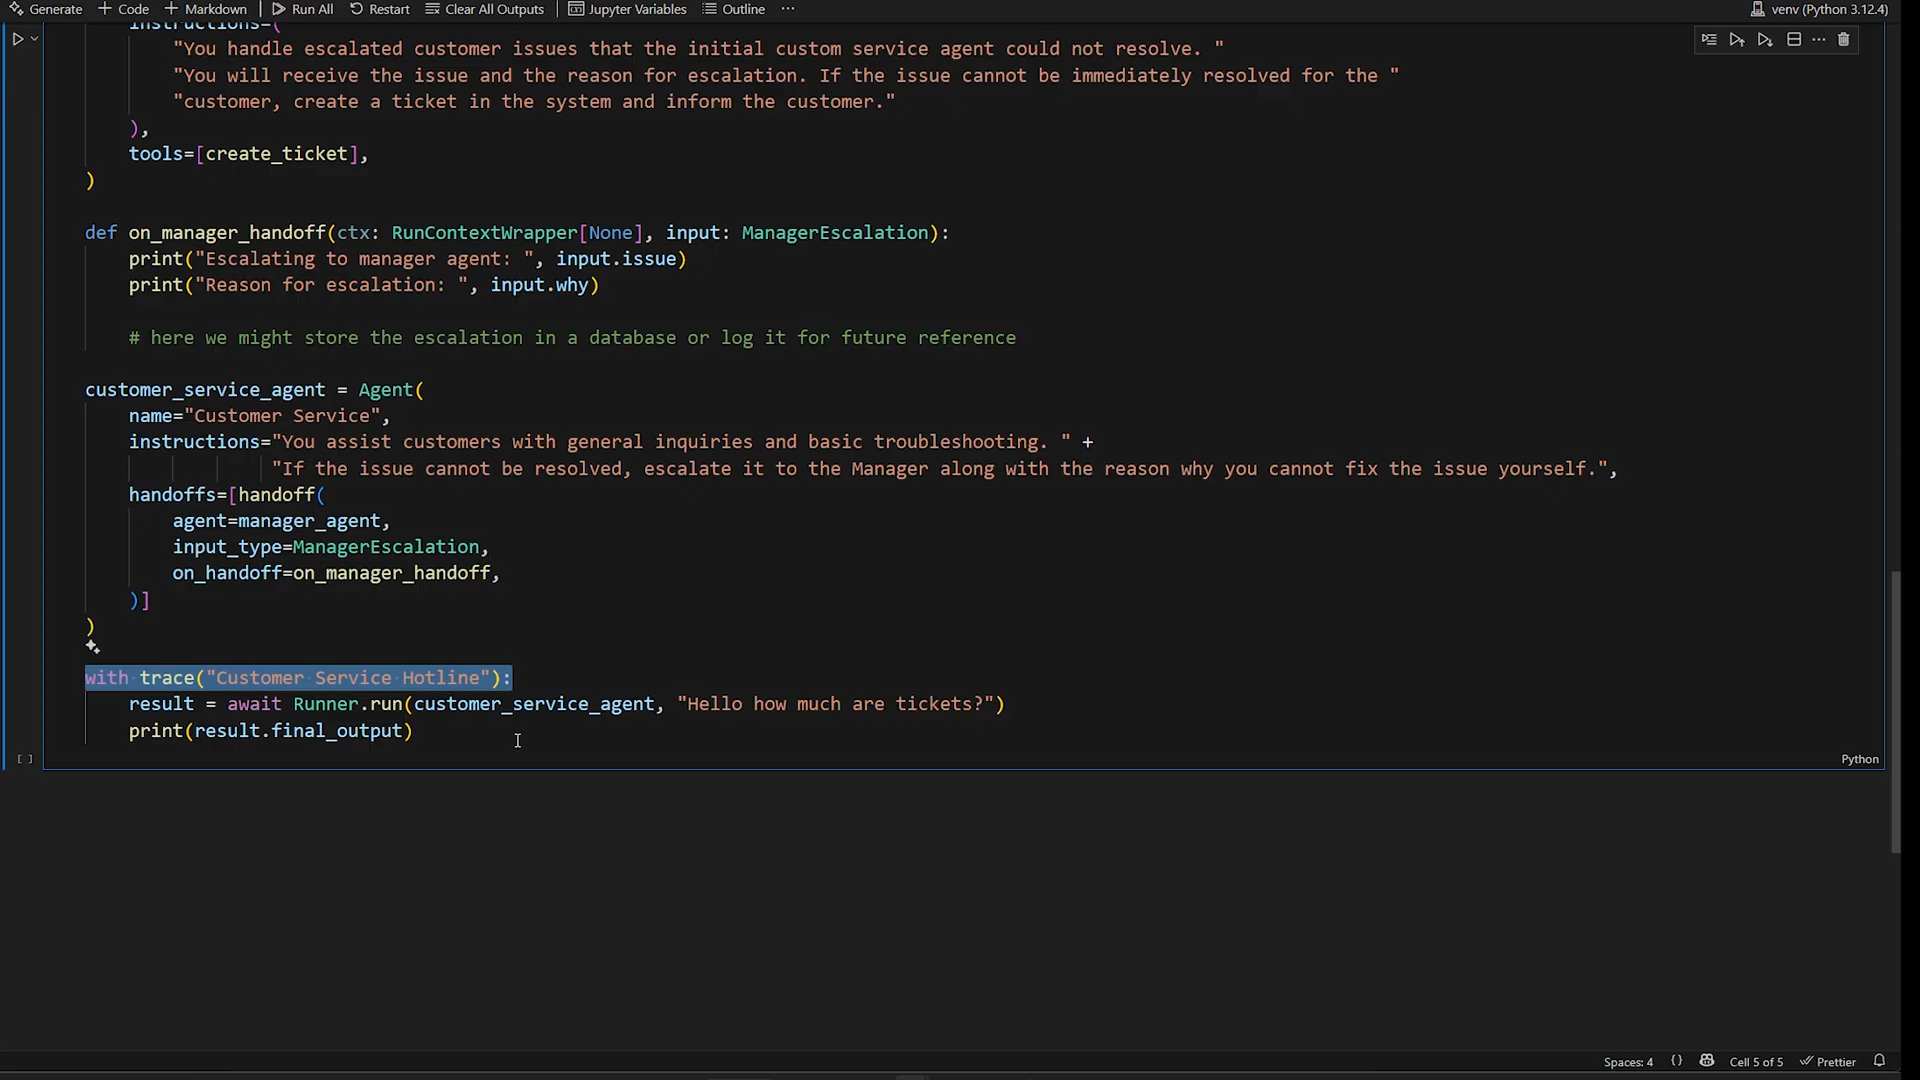 Generate + Code + Markdown | Run All Restart Clear All Outputs | Jupyter Variables Outline ... venv (Python 3.12.4)
instructions=(
"You handle escalated customer issues that the initial custom service agent could not resolve. "
"You will receive the issue and the reason for escalation. If the issue cannot be immediately resolved for the "
"customer, create a ticket in the system and inform the customer."
),
tools=[create_ticket],
)
def on_manager_handoff(ctx: RunContextWrapper[None], input: ManagerEscalation):
print("Escalating to manager agent: ", input.issue)
print("Reason for escalation: ", input.why)
# here we might store the escalation in a database or log it for future reference
customer_service_agent = Agent(
name="Customer Service",
instructions="You assist customers with general inquiries and basic troubleshooting. " +
"If the issue cannot be resolved, escalate it to the Manager along with the reason why you cannot fix the issue yourself.",
handoffs=[handoff(
agent=manager_agent,
input_type=ManagerEscalation,
on_handoff=on_manager_handoff,
)]
)
with trace("Customer Service Hotline"):
result = await Runner.run(customer_service_agent, "Hello how much are tickets?")
print(result.final_output)
[ ] Python
Spaces: 4 {} Cell 5 of 5 Prettier